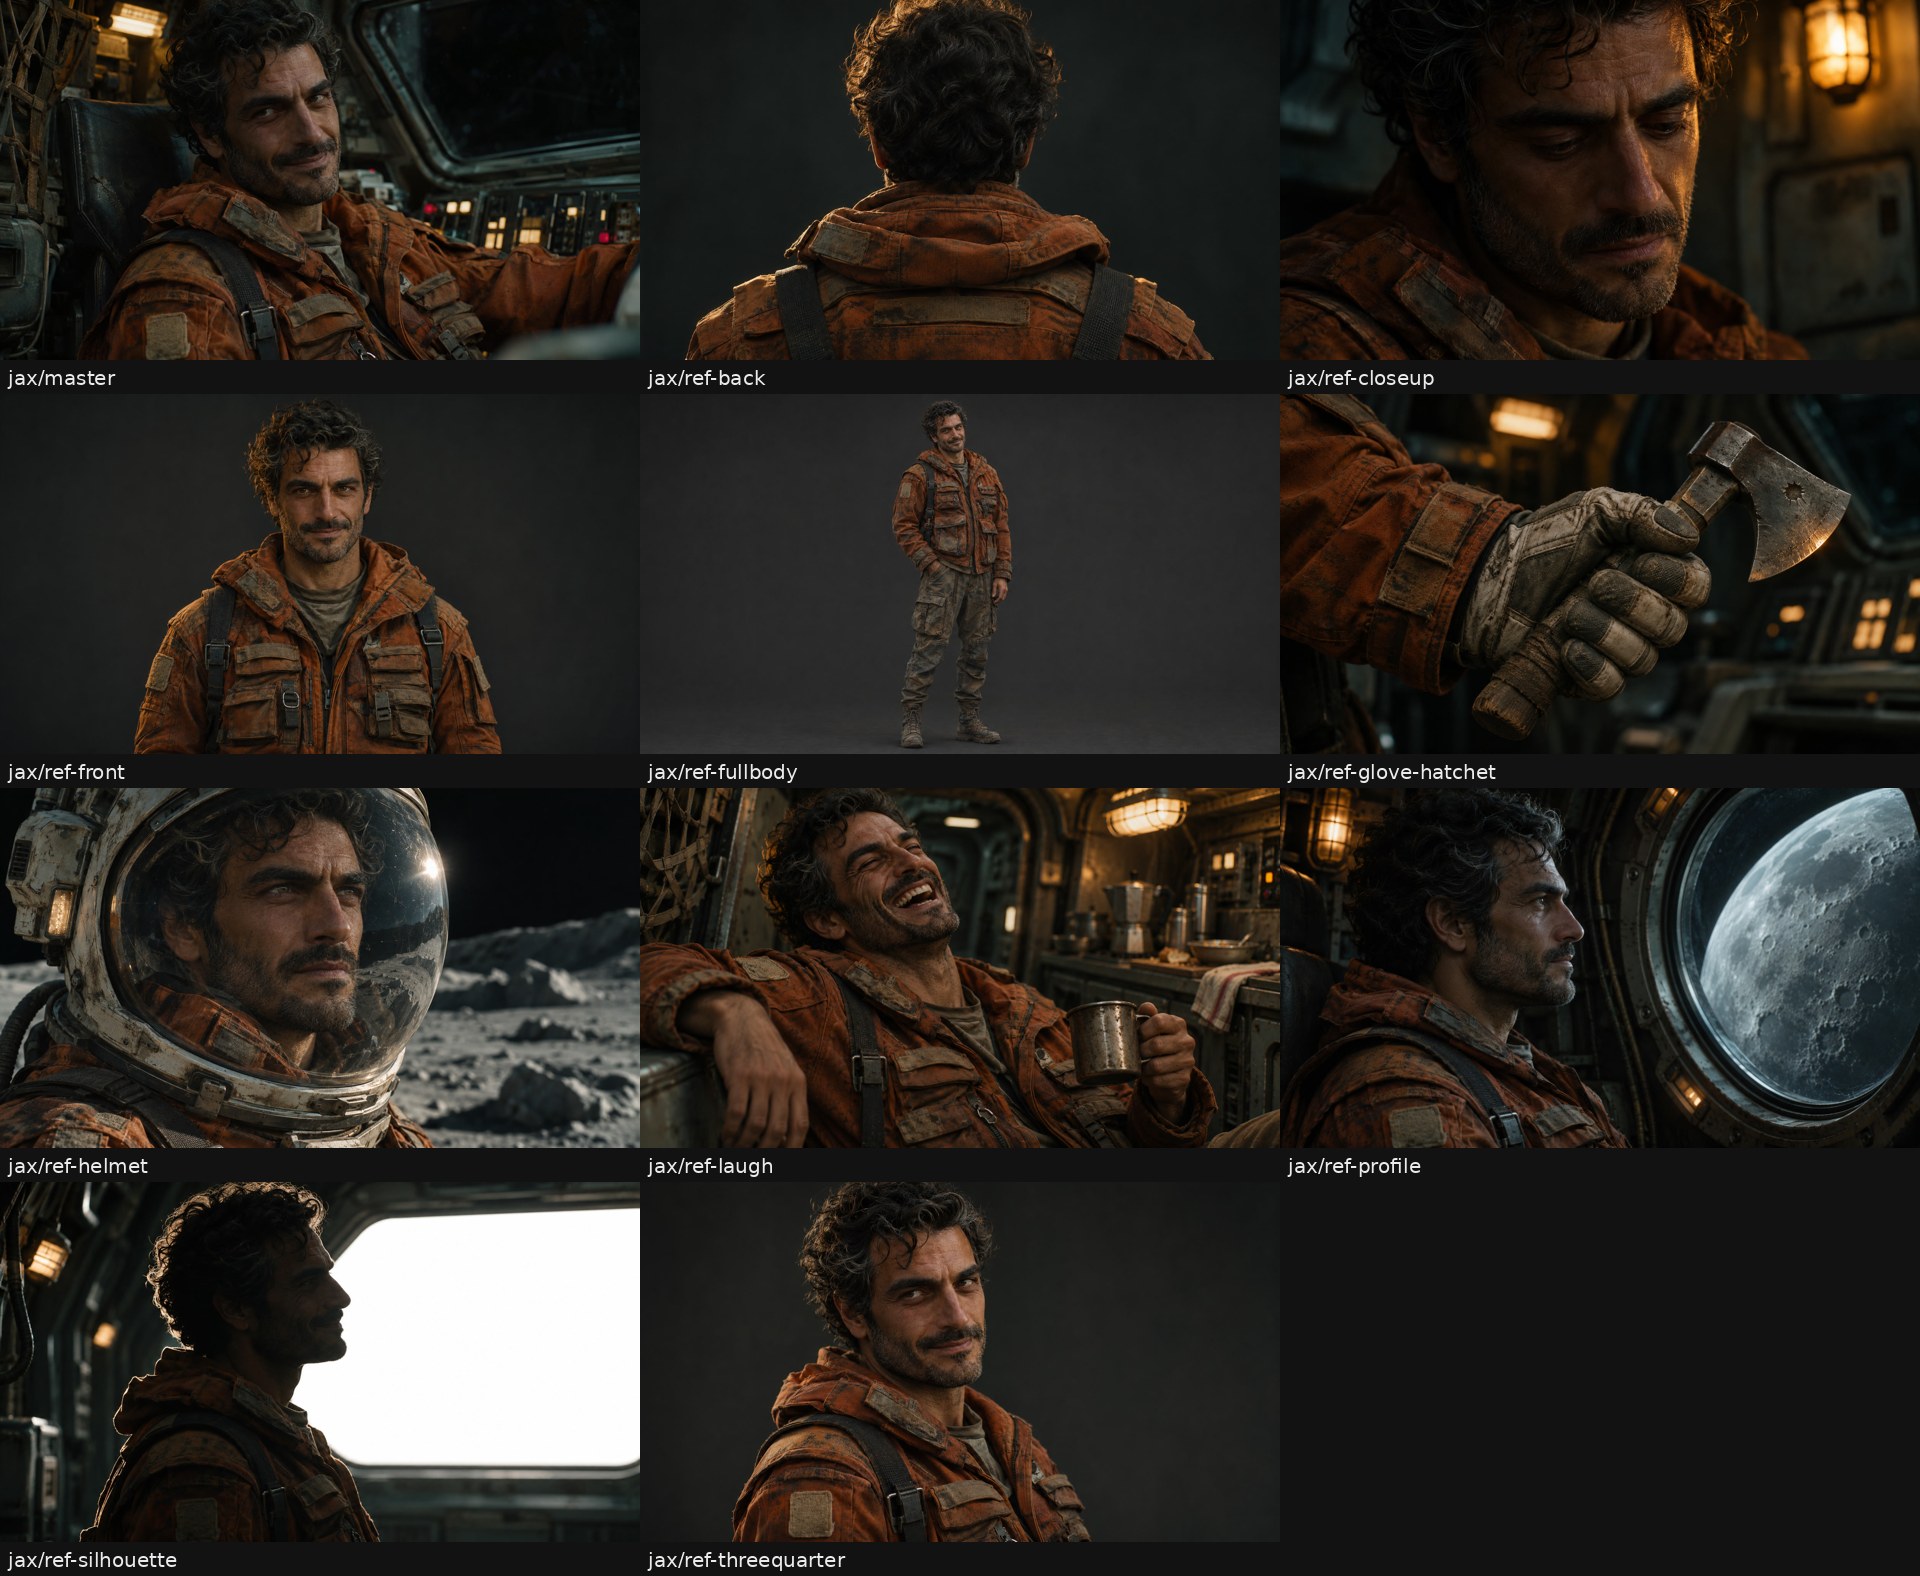 jax/master
jax/ref-back
jax/ref-closeup
jax/ref-front
jax/ref-fullbody
jax/ref-glove-hatchet
jax/ref-helmet
jax/ref-laugh
jax/ref-profile
jax/ref-silhouette
jax/ref-threequarter